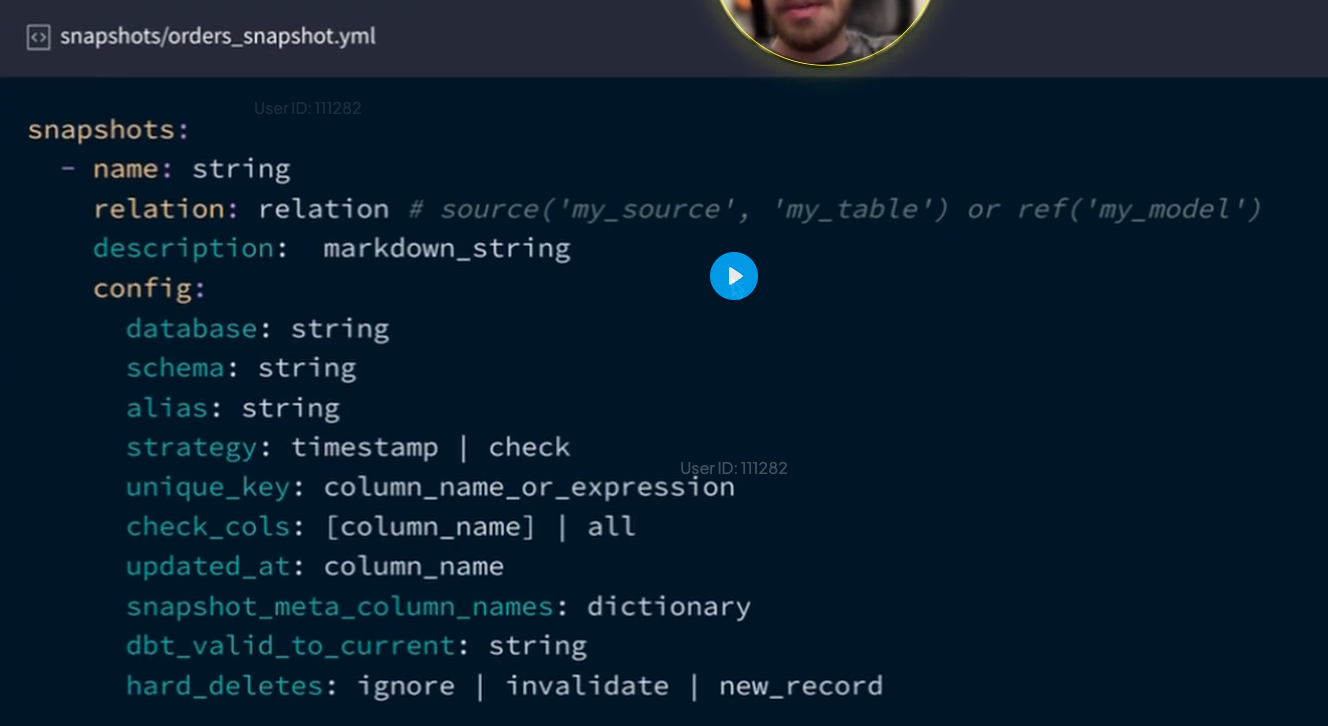 snapshots/orders_snapshot.yml
User ID: 111282
snapshots:
- name: string
relation: relation # source('my_source', 'my_table') or ref('my_model')
description: markdown_string
config:
database: string
schema: string
alias: string
strategy: timestamp | check
User ID: 111282
unique_key: column_name_or_expression
check_cols: [column_name] | all
updated_at: column_name
snapshot_meta_column_names: dictionary
dbt_valid_to_current: string
hard_deletes: ignore | invalidate | new_record